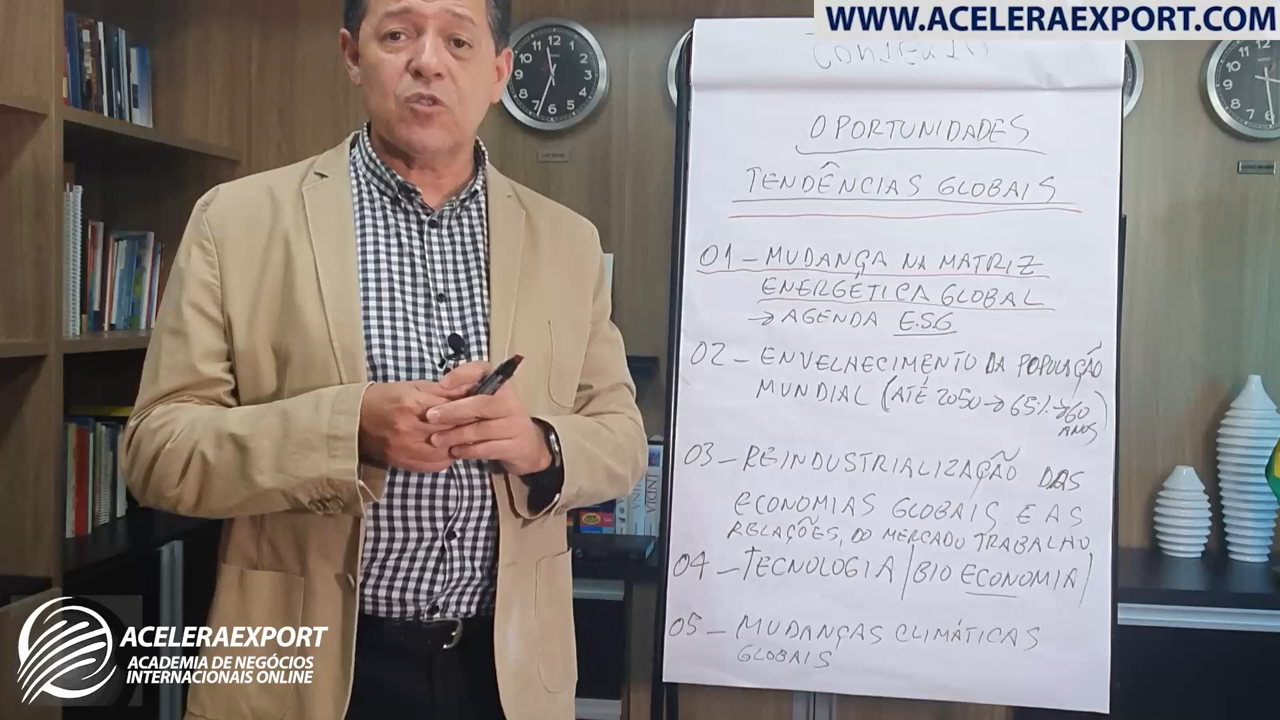 WWW.ACELERAEXPORT.COM
OPORTUNIDADES
TENDÊNCIAS GLOBAIS
01 - MUDANÇA NA MATRIZ
ENERGÉTICA GLOBAL
→ AGENDA E.S.G
02 - ENVELHECIMENTO DA POPULAÇÃO
MUNDIAL (ATÉ 2050 → 65% → 60
ANOS)
03 - REINDUSTRIALIZAÇÃO DAS
ECONOMIAS GLOBAIS E AS
RELAÇÕES, DO MERCADO TRABALHO
04 - TECNOLOGIA / BIO ECONOMIA /
05 - MUDANÇAS CLIMÁTICAS
GLOBAIS
INDIA
ACELERAEXPORT
ACADEMIA DE NEGÓCIOS
INTERNACIONAIS ONLINE